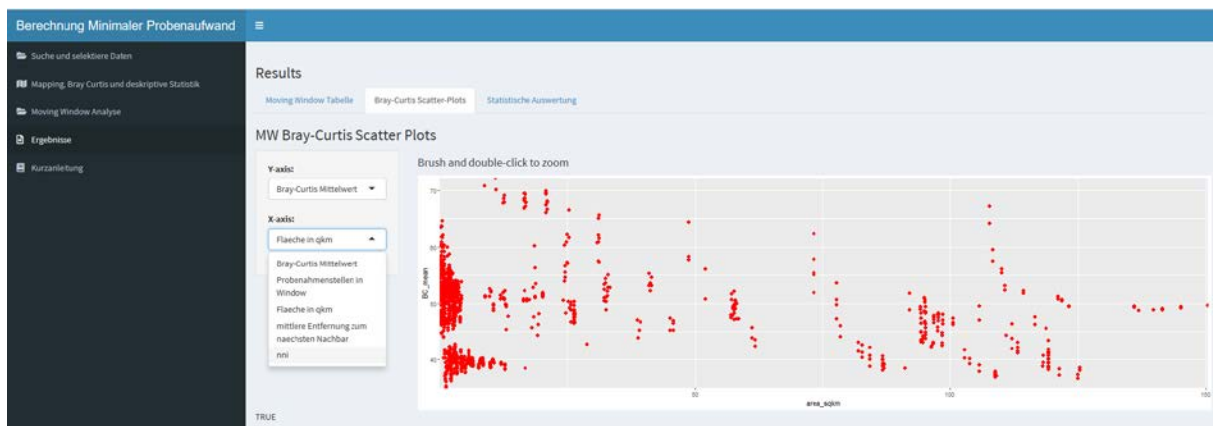 Berechnung Minimaler Probenaufwand
Suche und selektiere Daten
Mapping, Bray Curtis und deskriptive Statistik
Moving Window Analyse
Ergebnisse
Kurzanleitung
Results
Moving Window Tabelle
Bray-Curtis Scatter-Plots
Statistische Auswertung
MW Bray-Curtis Scatter Plots
Y-axis:
Bray-Curtis Mittelwert
X-axis:
Flaeche in qkm
Bray-Curtis Mittelwert
Probenahmenstellen in
Window
Flaeche in qkm
mittlere Entfernung zum
naechsten Nachbar
nni
TRUE
Brush and double-click to zoom
BC_mean
70
60
50
40
50
100
150
area_sqkm